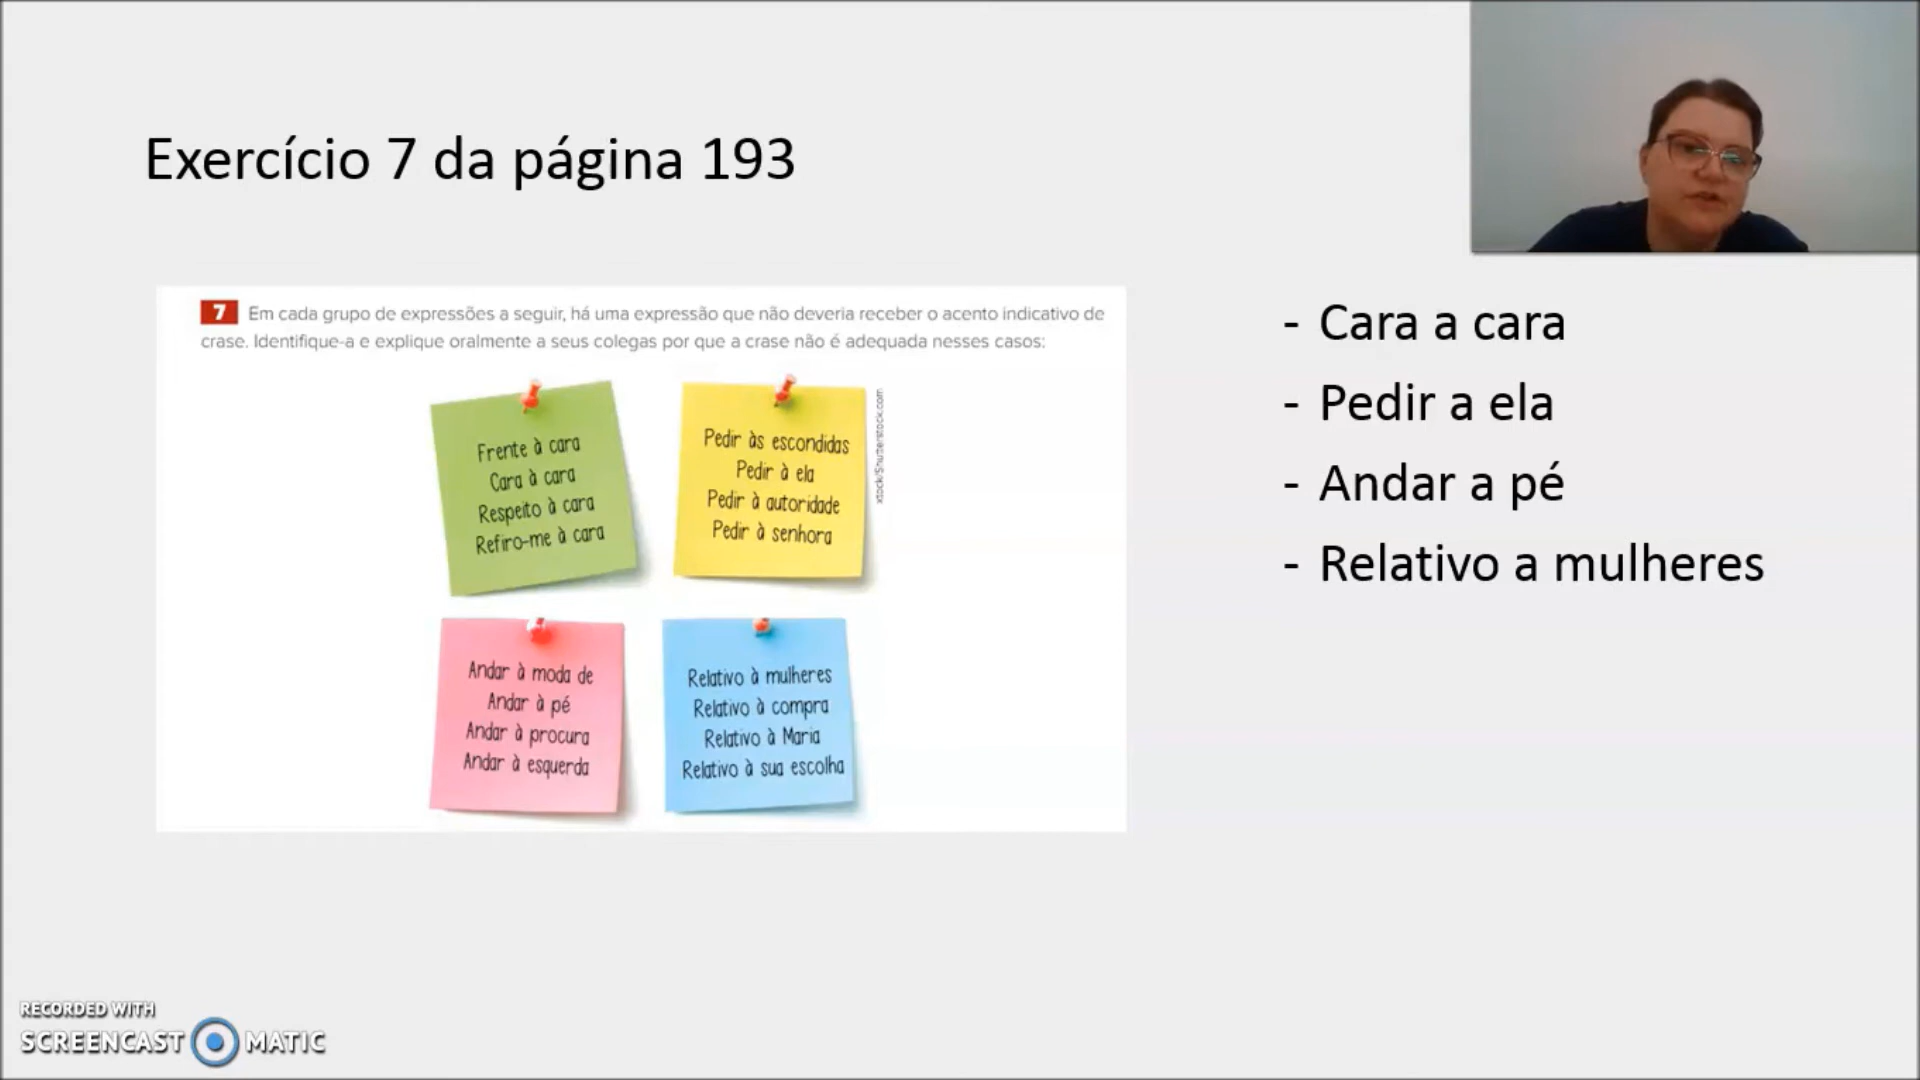 Exercício 7 da página 193
7 Em cada grupo de expressões a seguir, há uma expressão que não deveria receber o acento indicativo de
crase. Identifique-a e explique oralmente a seus colegas por que a crase não é adequada nesses casos:
Frente à cara
Cara à cara
Respeito à cara
Refiro-me à cara
Pedir às escondidas
Pedir à ela
Pedir à autoridade
Pedir à senhora
xtock/Shutterstock.com
Andar à moda de
Andar à pé
Andar à procura
Andar à esquerda
Relativo à mulheres
Relativo à compra
Relativo à Maria
Relativo à sua escolha
- Cara a cara
- Pedir a ela
- Andar a pé
- Relativo a mulheres
RECORDED WITH
SCREENCAST MATIC